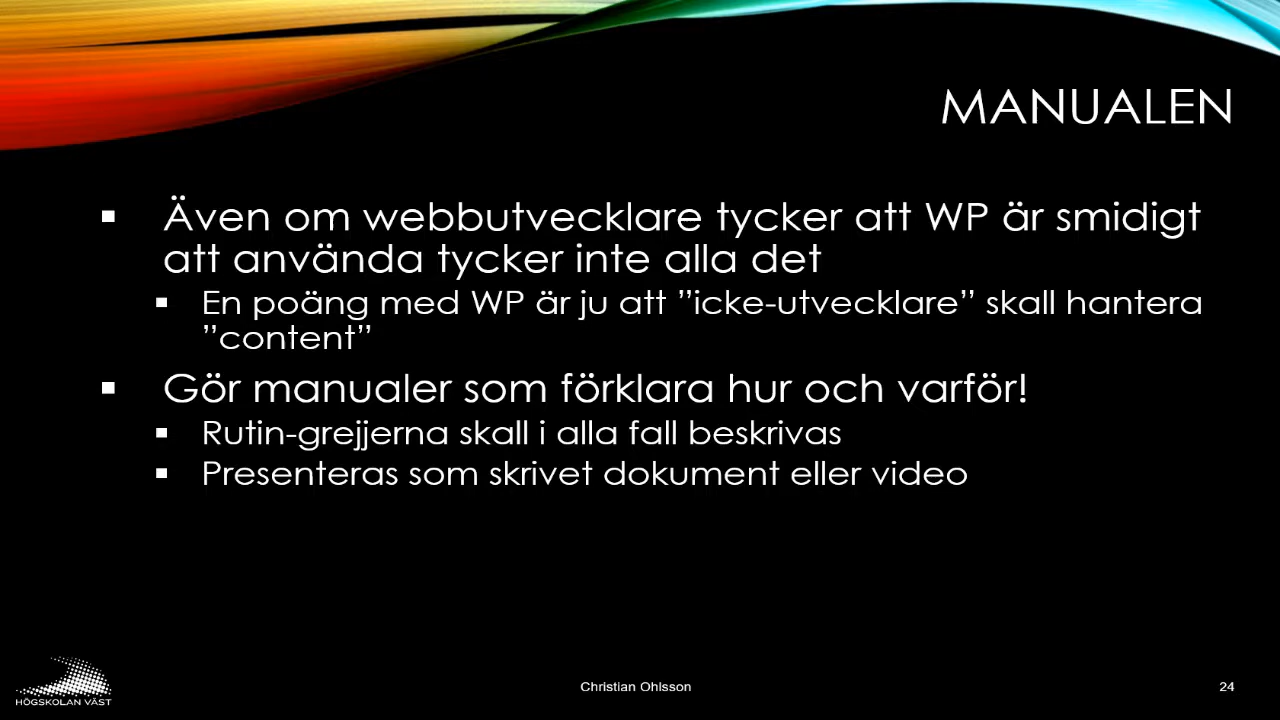 MANUALEN
▪ Även om webbutvecklare tycker att WP är smidigt
att använda tycker inte alla det
▪ En poäng med WP är ju att ”icke-utvecklare” skall hantera
”content”
▪ Gör manualer som förklara hur och varför!
▪ Rutin-grejjerna skall i alla fall beskrivas
▪ Presenteras som skrivet dokument eller video
HÖGSKOLAN VÄST
Christian Ohlsson
24